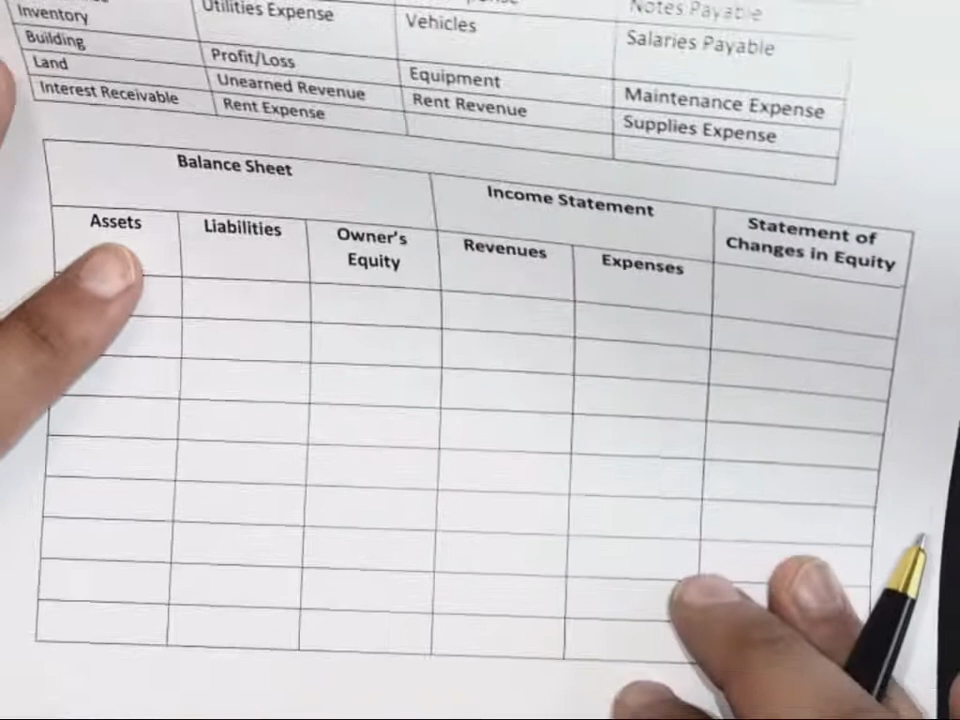 Inventory
Utilities Expense
Vehicles
Notes Payable
Building
Salaries Payable
Land
Profit/Loss
Equipment
Interest Receivable
Unearned Revenue
Rent Revenue
Maintenance Expense
Rent Expense
Supplies Expense
Balance Sheet
Income Statement
Statement of
Changes in Equity
Assets
Liabilities
Owner's
Equity
Revenues
Expenses